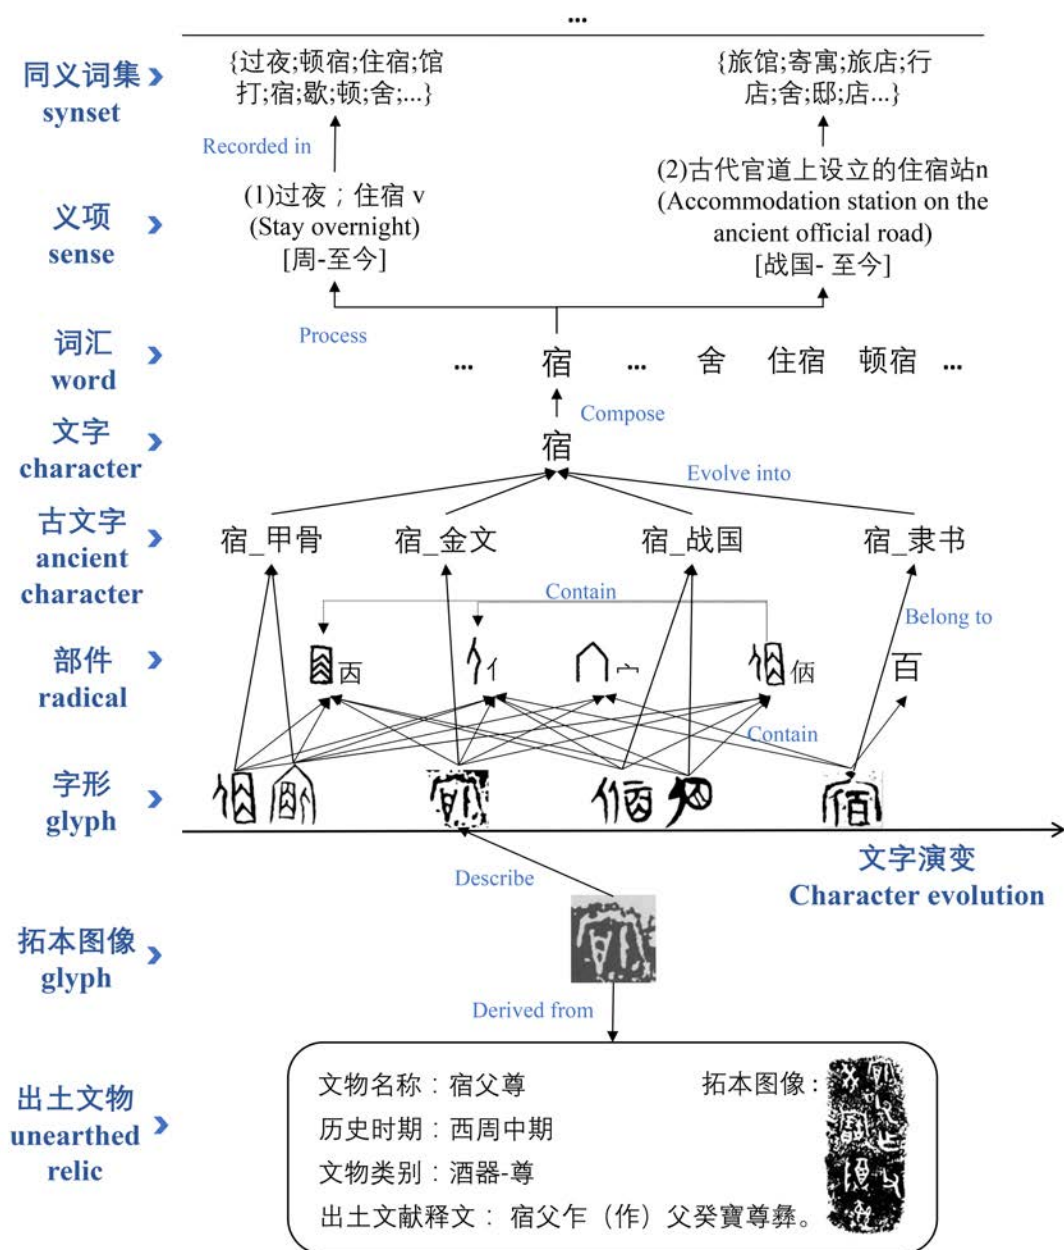 ...
同义词集
synset
{过夜;顿宿;住宿;馆
打;宿;歇;顿;舍;...}
{旅馆;寄寓;旅店;行
店;舍;邸;店...}
Recorded in
义项
sense
(1)过夜；住宿 v
(Stay overnight)
[周-至今]
(2)古代官道上设立的住宿站n
(Accommodation station on the
ancient official road)
[战国- 至今]
Process
词汇
word
... 宿 ... 舍 住宿 顿宿 ...
Compose
文字
character
宿
Evolve into
古文字
ancient
character
宿_甲骨 宿_金文 宿_战国 宿_隶书
Contain
Belong to
部件
radical
亻 宀 百
Contain
字形
glyph
文字演变
Character evolution
Describe
拓本图像
glyph
Derived from
出土文物
unearthed
relic
文物名称：宿父尊
拓本图像：
历史时期：西周中期
文物类别：酒器-尊
出土文献释文：宿父乍（作）父癸寶尊彝。